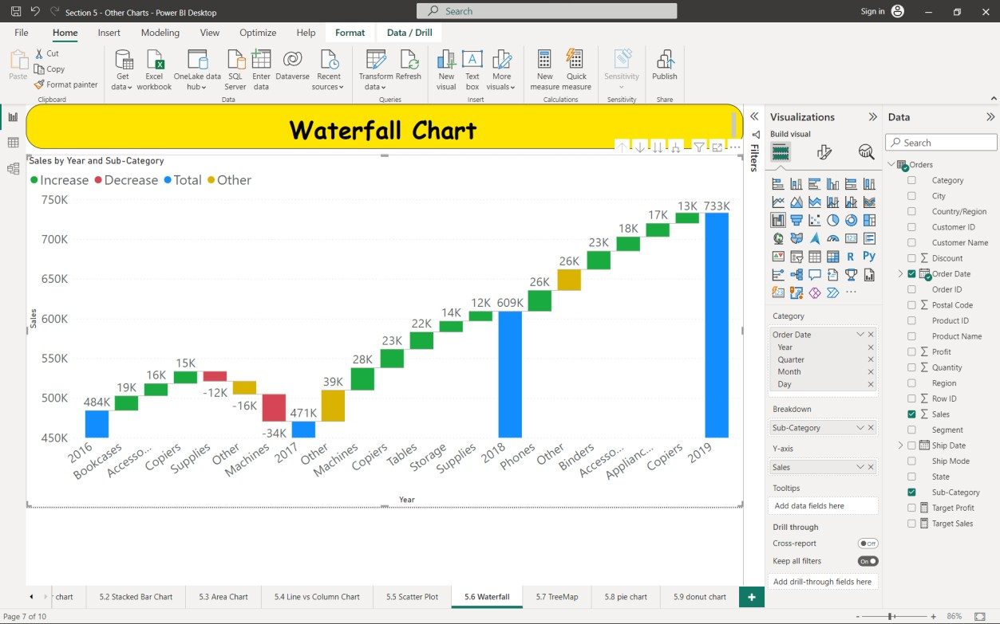 Section 5 - Other Charts - Power BI Desktop
Search
Sign in
File Home Insert Modeling View Optimize Help Format Data / Drill
Paste
Cut
Copy
Format painter
Get data
Excel workbook
OneLake data hub
SQL Server
Enter data
Dataverse
Recent sources
Transform data
Refresh
New visual
Text box
More visuals
New measure
Quick measure
Sensitivity
Publish
Clipboard Data Queries Insert Calculations Sensitivity Share
Waterfall Chart
Sales by Year and Sub-Category
Increase Decrease Total Other
750K
700K
650K
600K
550K
500K
450K
Sales
484K
19K
16K
15K
-12K
-16K
-34K
471K
39K
28K
23K
22K
14K
12K
609K
26K
26K
23K
18K
17K
13K
733K
2016
Bookcases
Accesso...
Copiers
Supplies
Other
Machines
2017
Other
Machines
Copiers
Tables
Storage
Supplies
2018
Phones
Other
Binders
Accesso...
Applianc...
Copiers
2019
Year
Filters
Visualizations
Build visual
123
R
Py
123
Category
Order Date
Year
Quarter
Month
Day
Breakdown
Sub-Category
Y-axis
Sales
Tooltips
Add data fields here
Drill through
Cross-report
Off
Keep all filters
On
Add drill-through fields here
Data
Search
Orders
Category
City
Country/Region
Customer ID
Customer Name
Discount
Order Date
Order ID
Postal Code
Product ID
Product Name
Profit
Quantity
Region
Row ID
Sales
Segment
Ship Date
Ship Mode
State
Sub-Category
Target Profit
Target Sales
r chart
5.2 Stacked Bar Chart
5.3 Area Chart
5.4 Line vs Column Chart
5.5 Scatter Plot
5.6 Waterfall
5.7 TreeMap
5.8 pie chart
5.9 donut chart
Page 7 of 10
86%